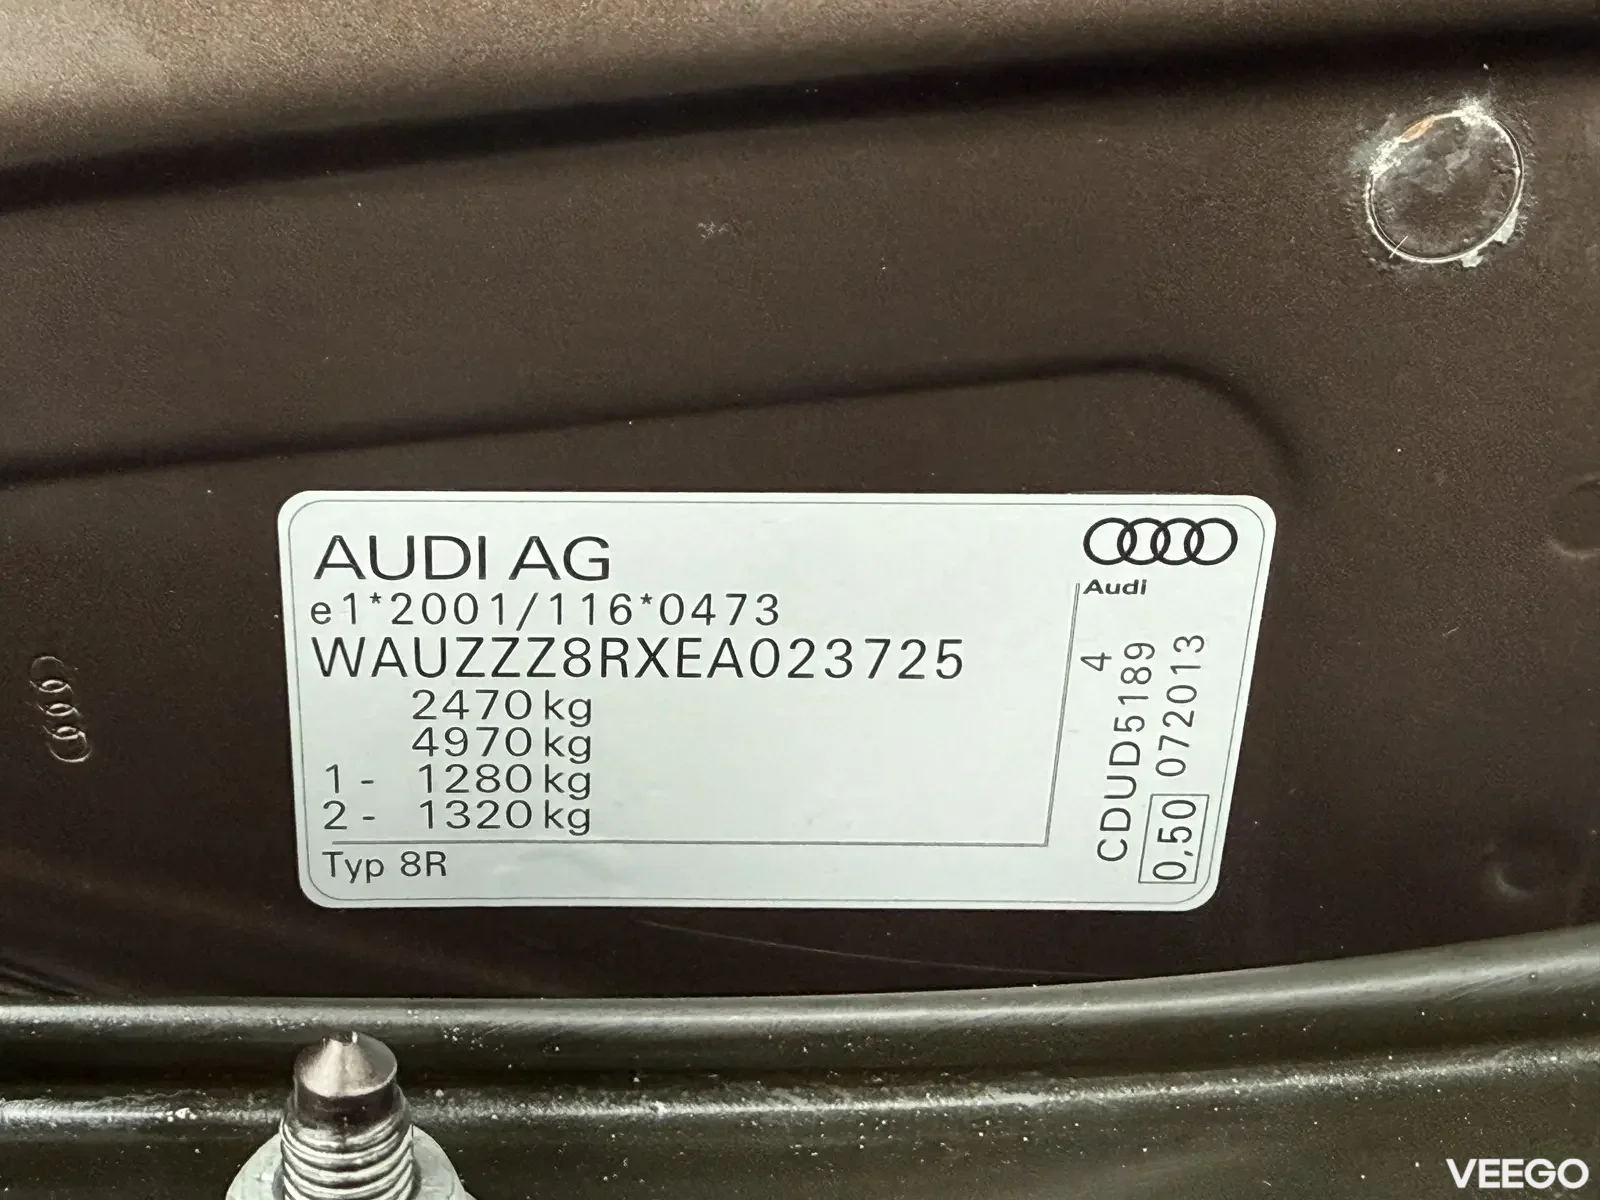 AUDI AG
e1*2001/116*0473
WAUZZZ8RXEA023725
2470 kg
4970 kg
1- 1280 kg
2- 1320 kg
Typ 8R
Audi
4
CDUD5189
0,50 072013
VEEGO